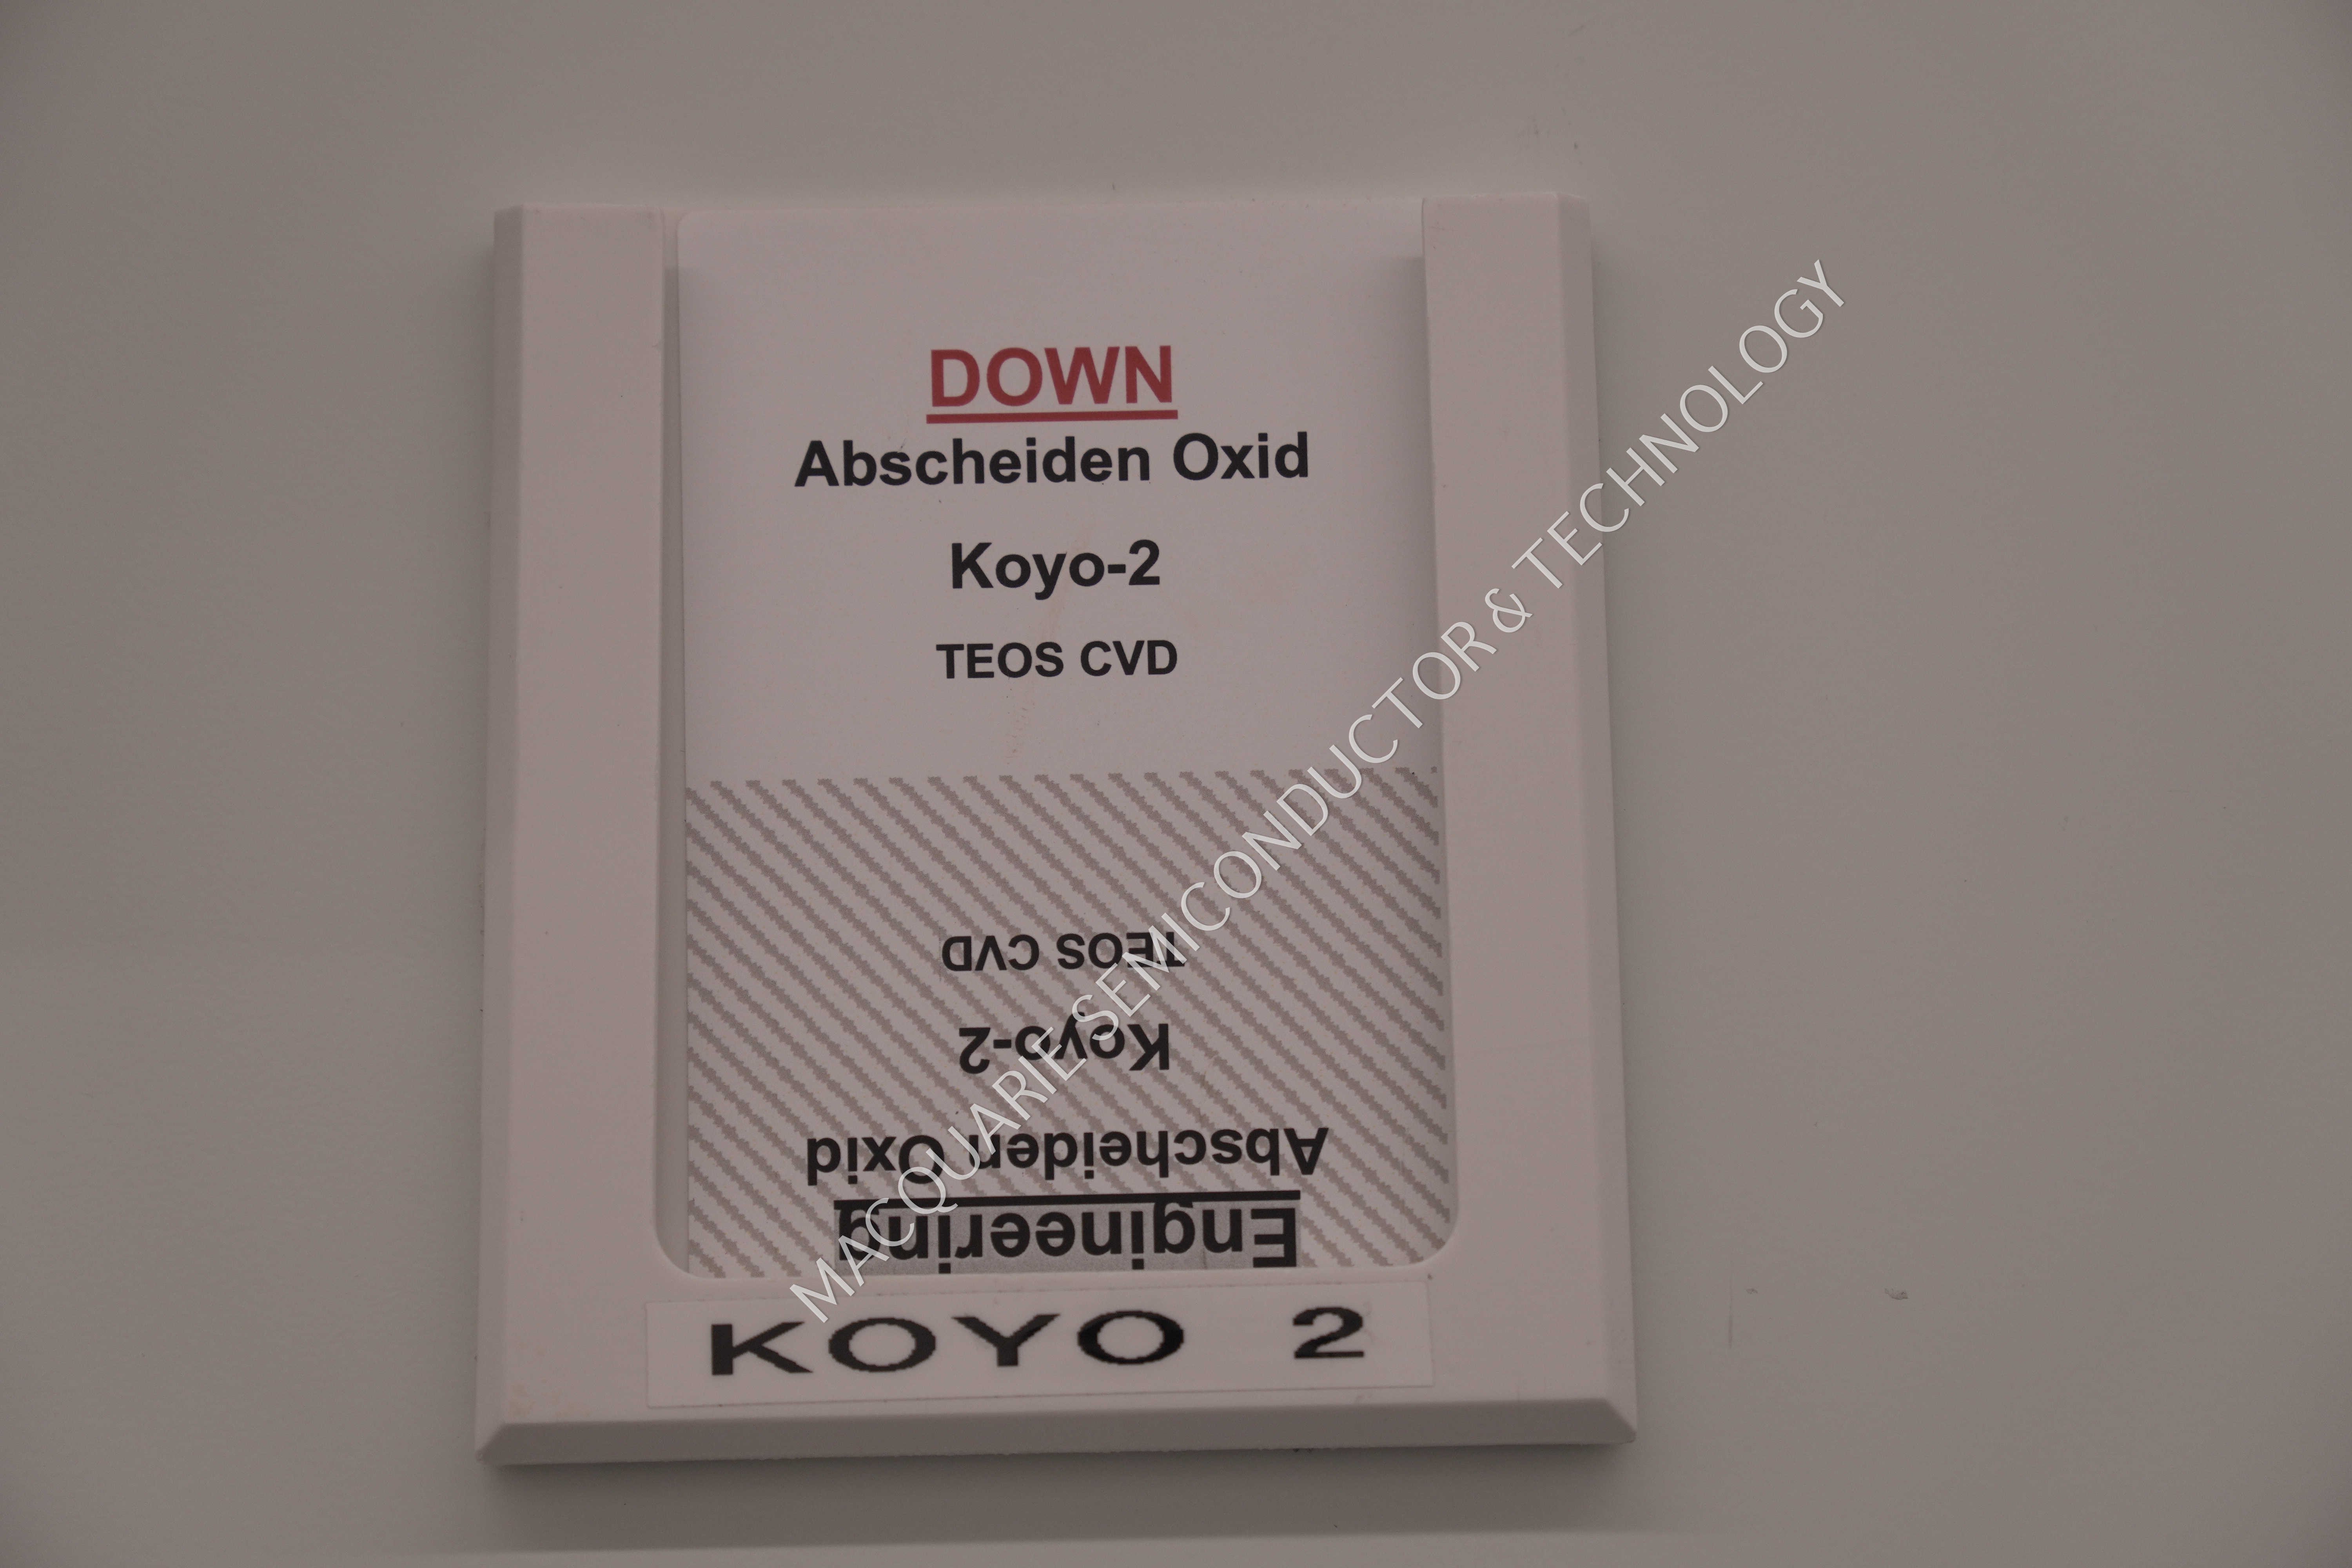 DOWN
Abscheiden Oxid
Koyo-2
TEOS CVD
TEOS CVD
Koyo-2
Abscheiden Oxid
Engineering
KOYO 2
MACQUARIE SEMICONDUCTOR & TECHNOLOGY